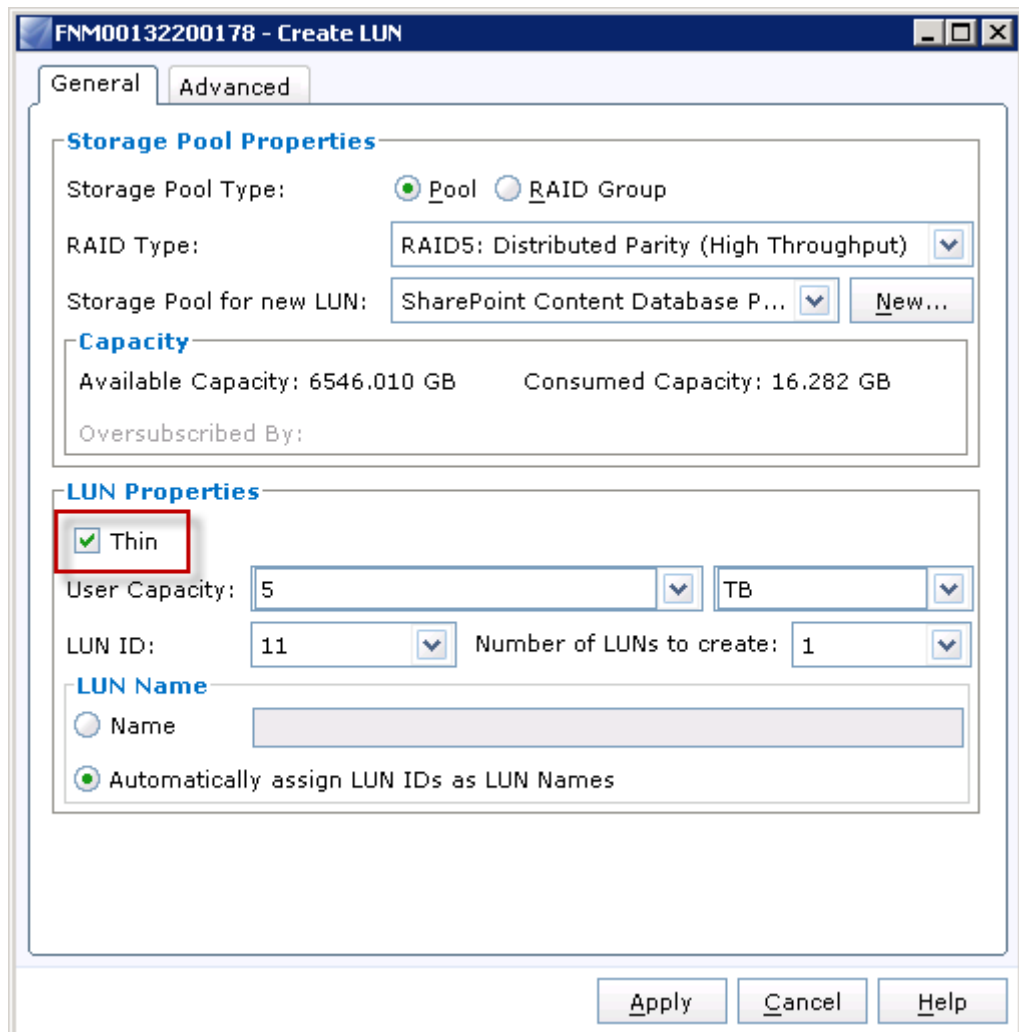 FNM00132200178 - Create LUN
General Advanced
Storage Pool Properties
Storage Pool Type: Pool RAID Group
RAID Type: RAID5: Distributed Parity (High Throughput)
Storage Pool for new LUN: SharePoint Content Database P... New...
Capacity
Available Capacity: 6546.010 GB Consumed Capacity: 16.282 GB
Oversubscribed By:
LUN Properties
Thin
User Capacity: 5 TB
LUN ID: 11 Number of LUNs to create: 1
LUN Name
Name
Automatically assign LUN IDs as LUN Names
Apply Cancel Help